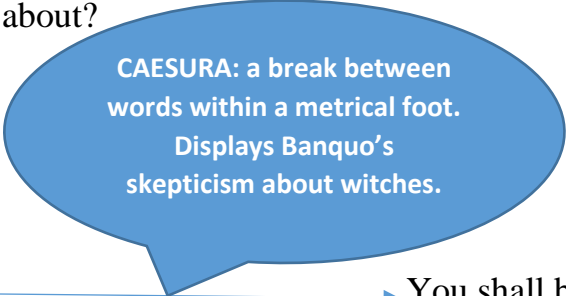 about?
CAESURA: a break between
words within a metrical foot.
Displays Banquo's
skepticism about witches.
You shall